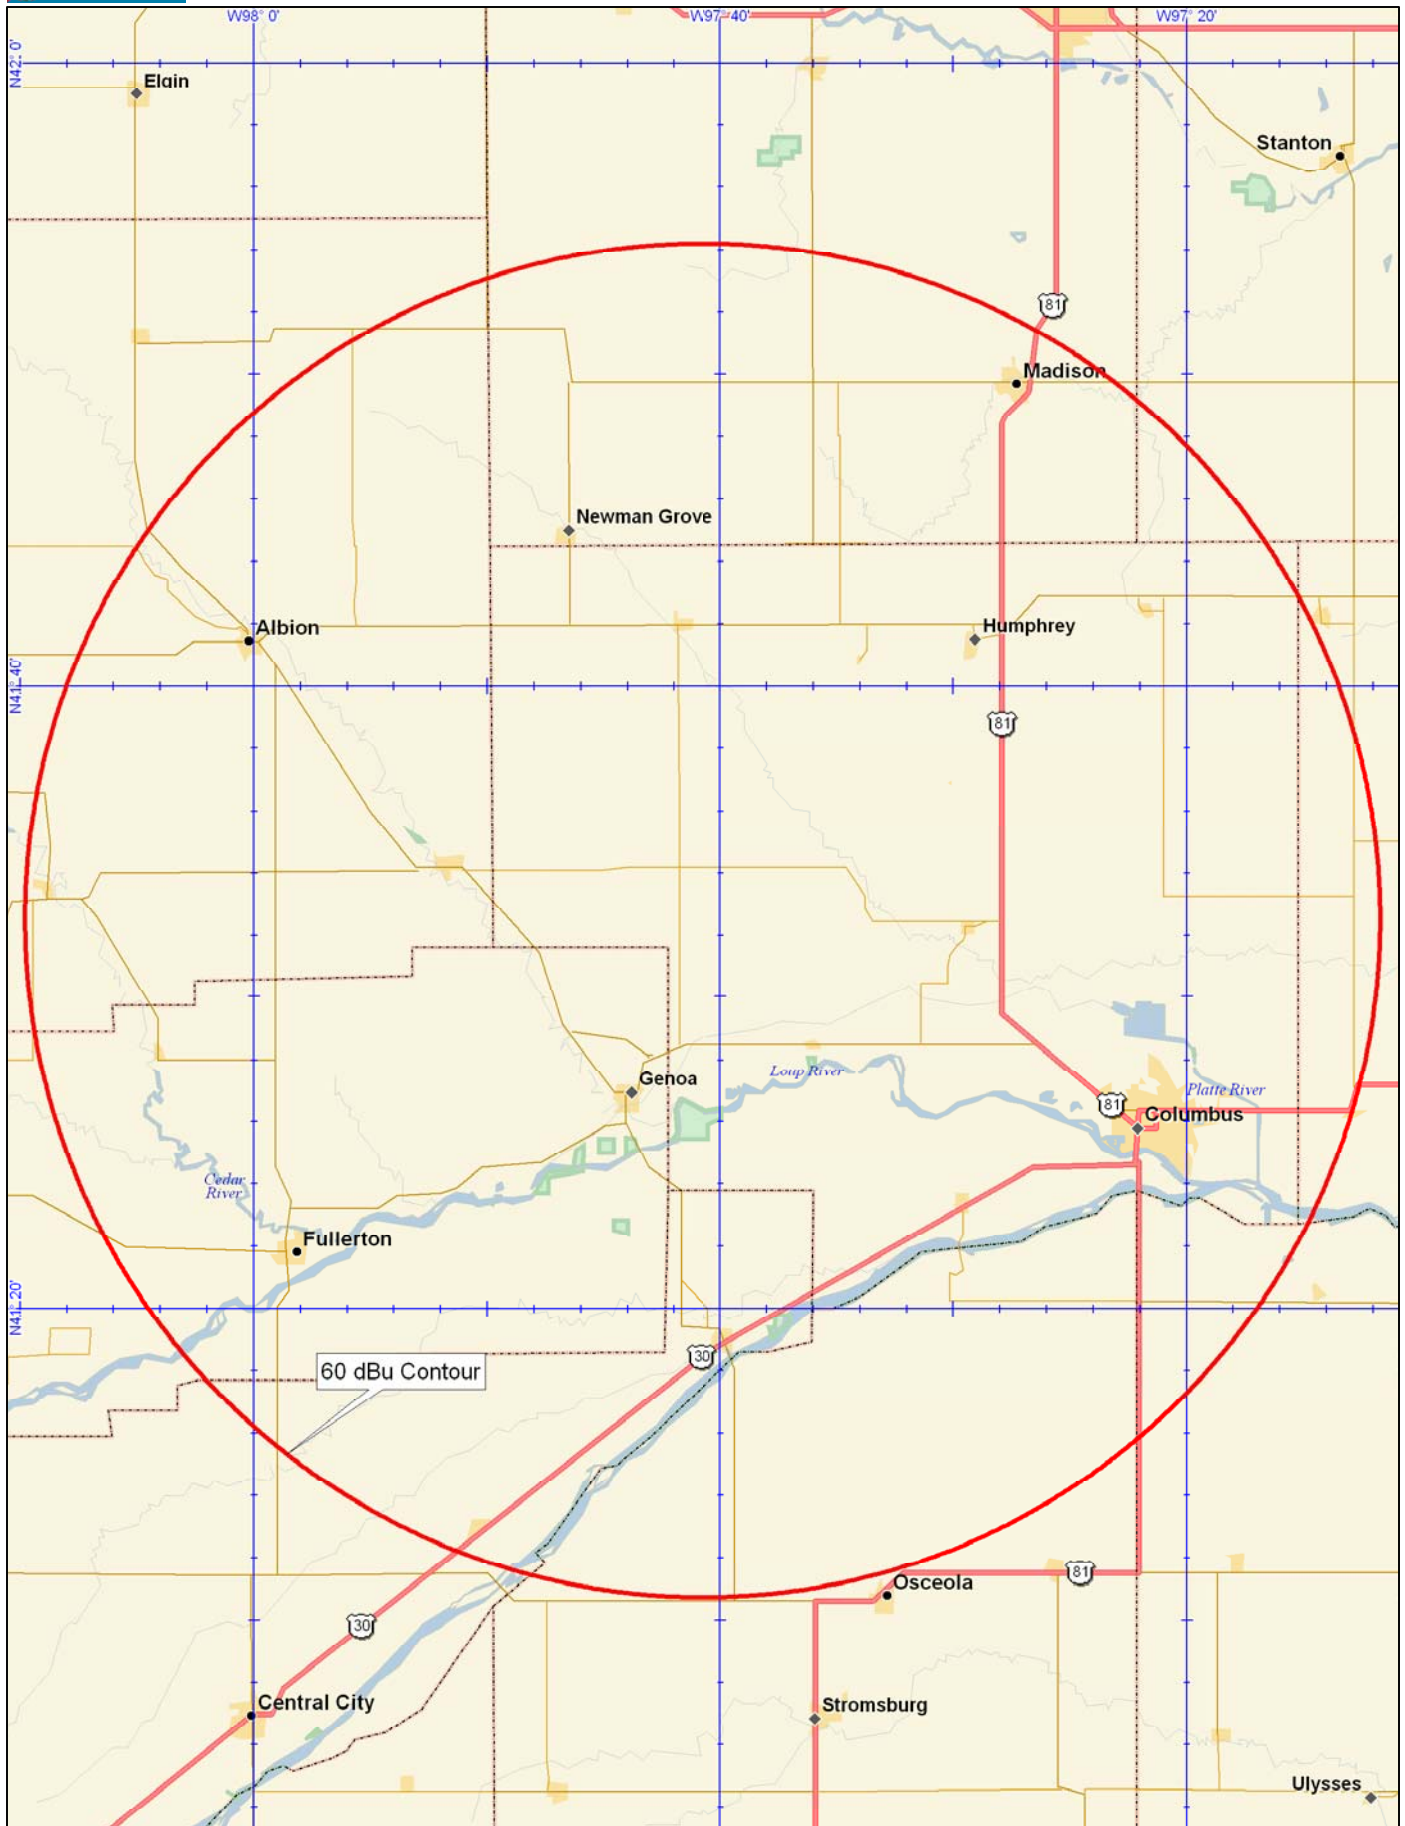 W98° 0'
W97° 40'
W97° 20'
N42° 0'
Elgin
Stanton
81
Madison
Newman Grove
Albion
Humphrey
N41° 40'
81
Genoa
Loup River
Platte River
81
Columbus
Cedar
River
Fullerton
N41° 20'
30
60 dBu Contour
81
Osceola
30
Central City
Stromsburg
Ulysses